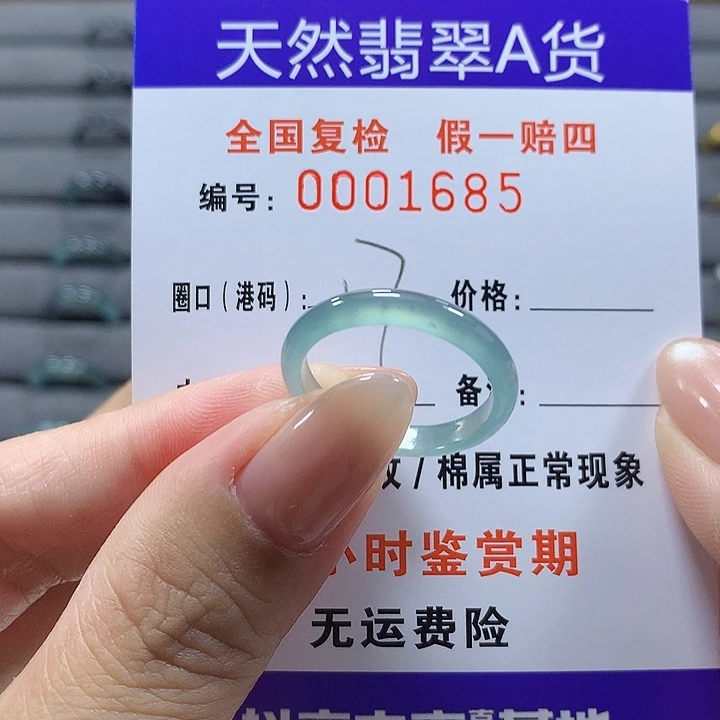 天然翡翠A货
全国复检 假一赔四
编号: 0001685
圈口(港码): 价格:
备 :
/棉属正常现象
小时鉴赏期
无运费险